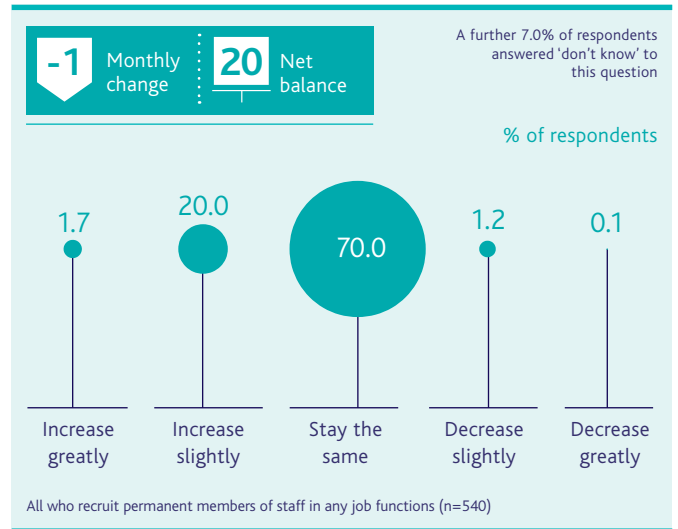 -1 Monthly change
20 Net balance
A further 7.0% of respondents
answered ‘don’t know’ to
this question
% of respondents
1.7
20.0
70.0
1.2
0.1
Increase
greatly
Increase
slightly
Stay the
same
Decrease
slightly
Decrease
greatly
All who recruit permanent members of staff in any job functions (n=540)